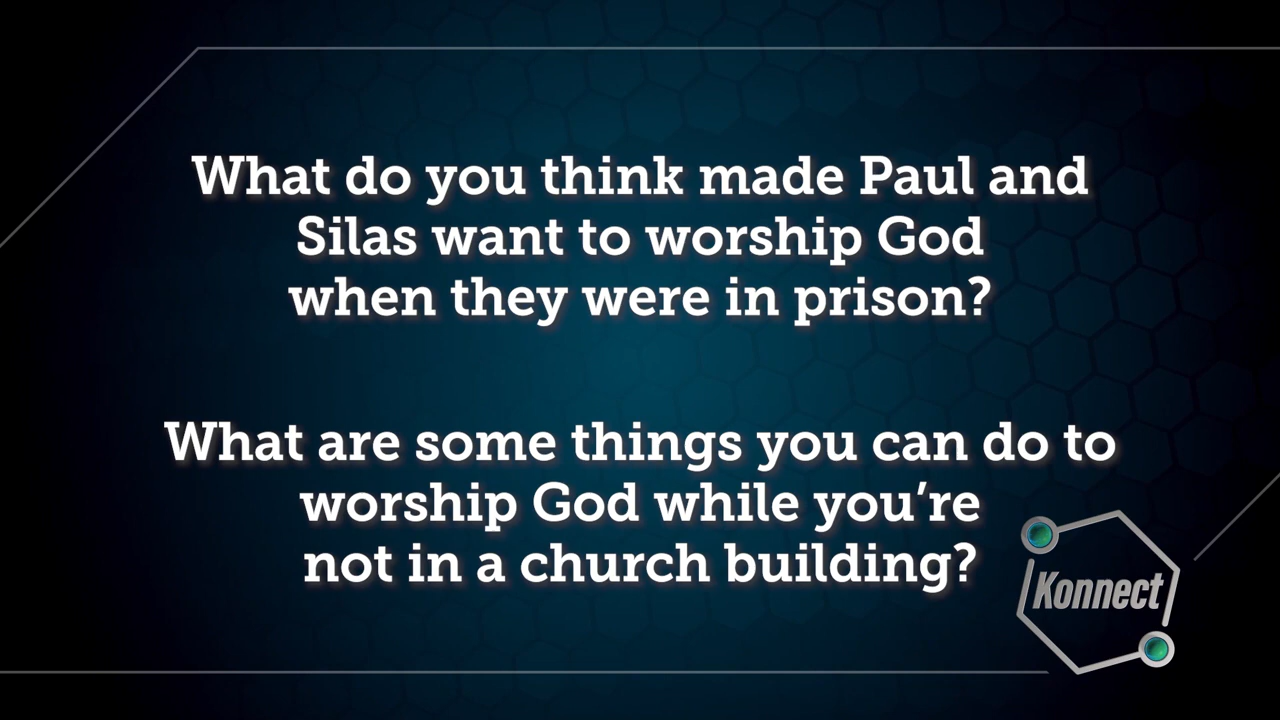 What do you think made Paul and
Silas want to worship God
when they were in prison?
What are some things you can do to
worship God while you’re
not in a church building?
Konnect